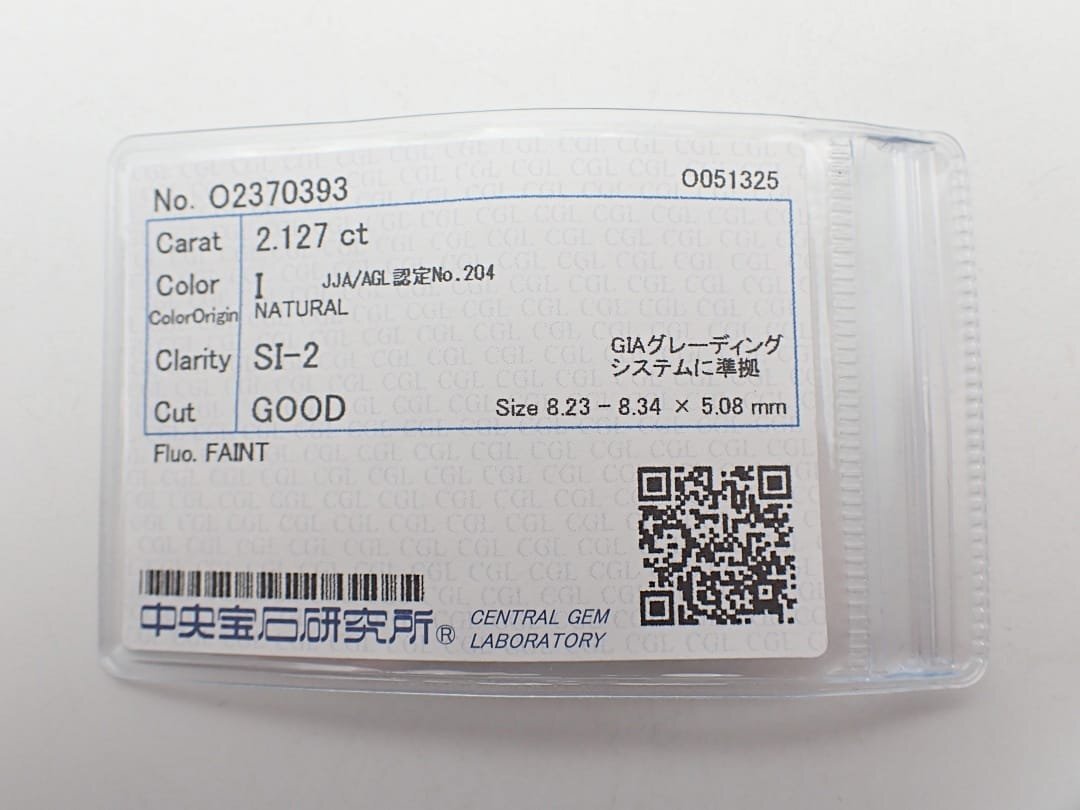 No. O2370393
O051325
Carat 2.127 ct
Color I JJA/AGL認定No.204
ColorOrigin NATURAL
Clarity SI-2
GIAグレーディング
システムに準拠
Cut GOOD Size 8.23 - 8.34 × 5.08 mm
Fluo. FAINT
中央宝石研究所® CENTRAL GEM
LABORATORY